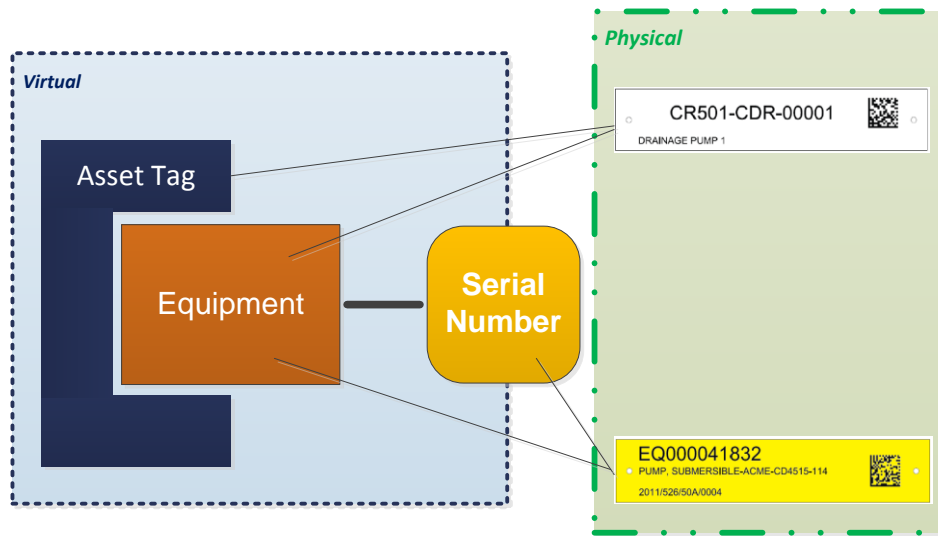 Virtual
Asset Tag
Equipment
Serial
Number
Physical
CR501-CDR-00001
DRAINAGE PUMP 1
EQ000041832
PUMP, SUBMERSIBLE-ACME-CD4515-114
2011/526/50A/0004